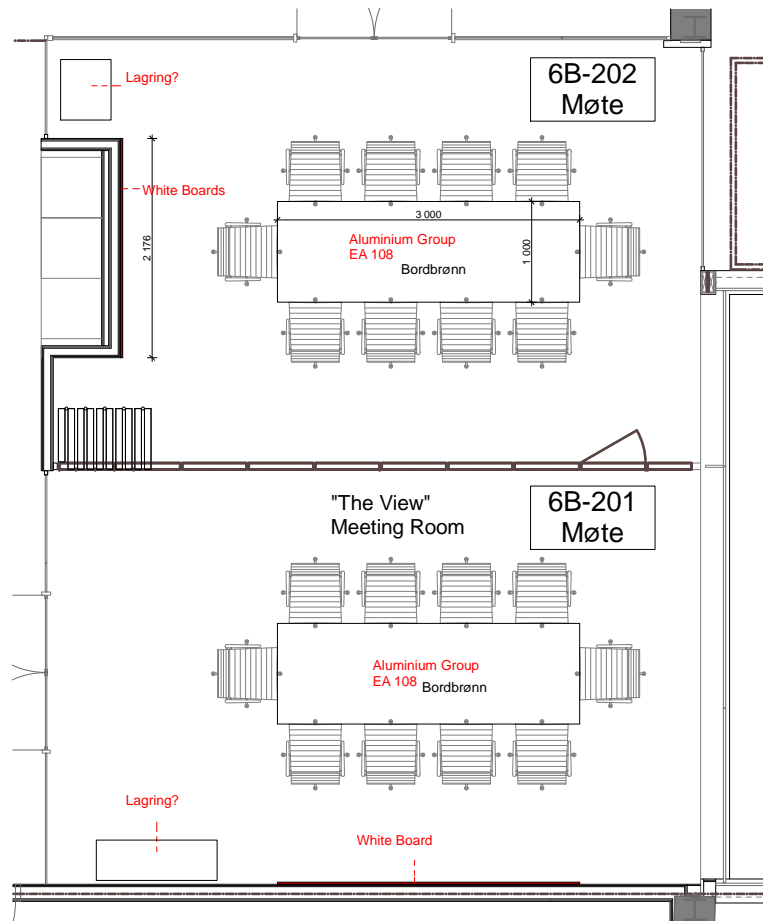 Lagring?
6B-202
Møte
White Boards
2 176
3 000
1 000
Aluminium Group
EA 108
Bordbrønn
"The View"
Meeting Room
6B-201
Møte
Aluminium Group
EA 108
Bordbrønn
Lagring?
White Board